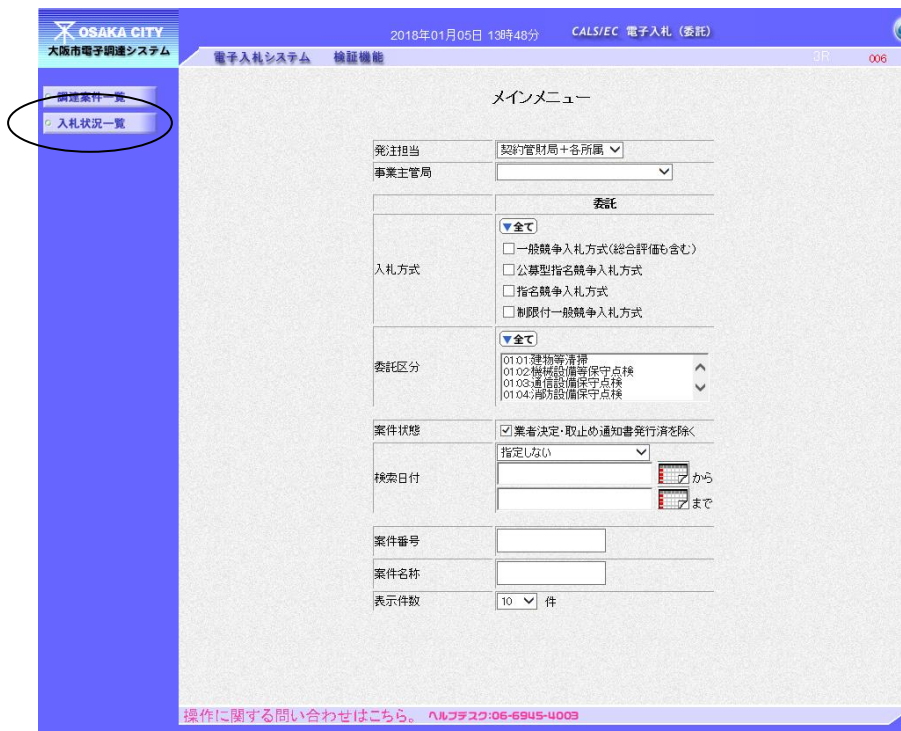 OSAKA CITY
大阪市電子調達システム
2018年01月05日 13時48分 CALS/EC 電子入札（委託）
電子入札システム 検証機能
3R 006
調達案件一覧
入札状況一覧
メインメニュー
発注担当 契約管財局＋各所属
事業主管局
委託
▼全て
入札方式
一般競争入札方式(総合評価も含む)
公募型指名競争入札方式
指名競争入札方式
制限付一般競争入札方式
▼全て
委託区分
01:01:建物等清掃
01:02:機械設備等保守点検
01:03:通信設備保守点検
01:04:消防設備保守点検
案件状態 業者決定・取止め通知書発行済を除く
検索日付
指定しない
から
まで
案件番号
案件名称
表示件数 10 件
操作に関する問い合わせはこちら。 ヘルプデスク:06-6945-4003